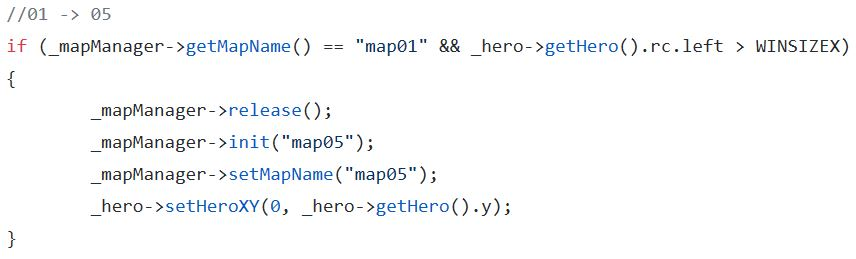 //01 -> 05
if (_mapManager->getMapName() == "map01" && _hero->getHero().rc.left > WINSIZEX)
{
        _mapManager->release();
        _mapManager->init("map05");
        _mapManager->setMapName("map05");
        _hero->setHeroXY(0, _hero->getHero().y);
}